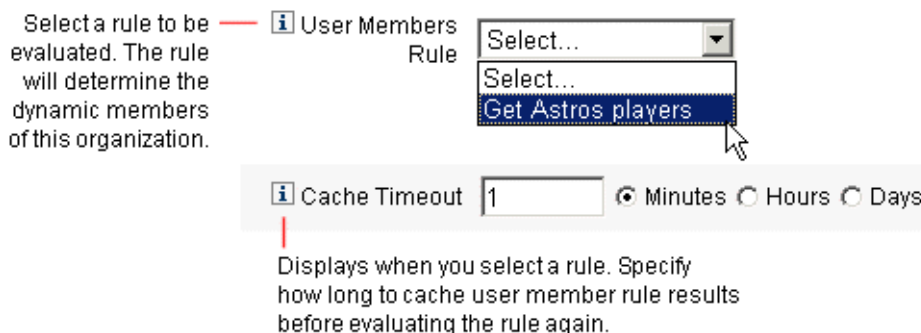 Select a rule to be
evaluated. The rule
will determine the
dynamic members
of this organization.
i User Members
Rule
Select...
Select...
Get Astros players
i Cache Timeout 1 Minutes Hours Days
Displays when you select a rule. Specify
how long to cache user member rule results
before evaluating the rule again.